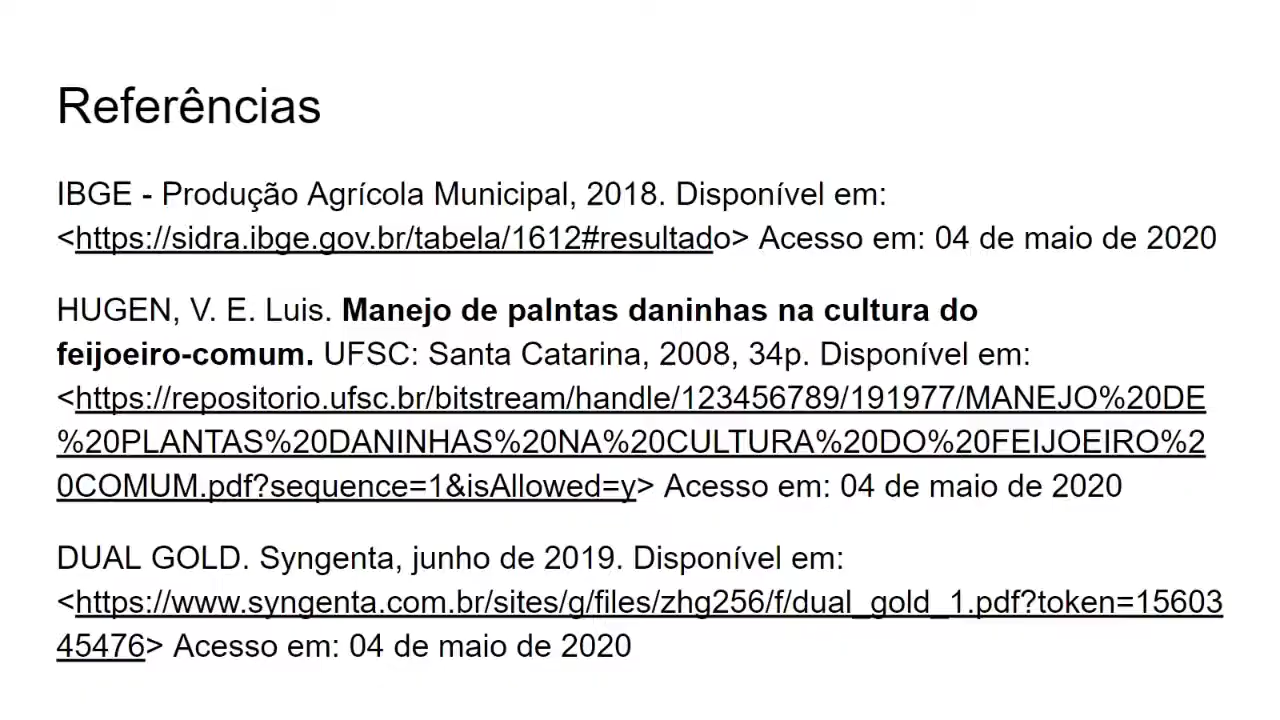 Referências
IBGE - Produção Agrícola Municipal, 2018. Disponível em:
<https://sidra.ibge.gov.br/tabela/1612#resultado> Acesso em: 04 de maio de 2020
HUGEN, V. E. Luis. Manejo de palntas daninhas na cultura do
feijoeiro-comum. UFSC: Santa Catarina, 2008, 34p. Disponível em:
<https://repositorio.ufsc.br/bitstream/handle/123456789/191977/MANEJO%20DE
%20PLANTAS%20DANINHAS%20NA%20CULTURA%20DO%20FEIJOEIRO%2
0COMUM.pdf?sequence=1&isAllowed=y> Acesso em: 04 de maio de 2020
DUAL GOLD. Syngenta, junho de 2019. Disponível em:
<https://www.syngenta.com.br/sites/g/files/zhg256/f/dual_gold_1.pdf?token=15603
45476> Acesso em: 04 de maio de 2020